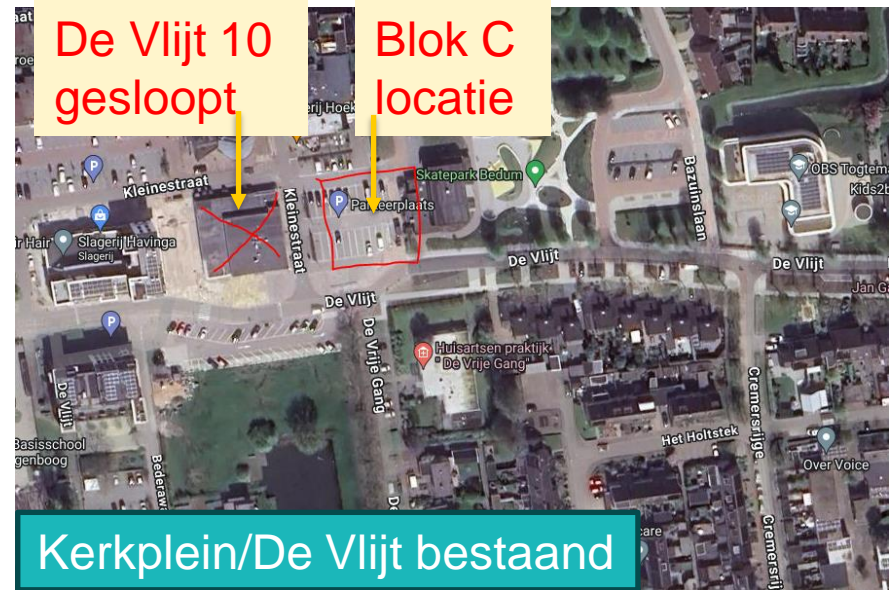 De Vlijt 10
gesloopt
Blok C
locatie
P
Kleinestraat
Slagerij Havinga
Slagerij
Kleinestraat
P
Parkeerplaats
Skatepark Bedum
Bazuinslaan
OBS Togtema
Kids2b
De Vlijt
De Vlijt
De Vlijt
P
De Vrije Gang
Huisartsen praktijk
" De Vrije Gang"
De Vlijt
Cremersrijge
Het Holtstek
Over Voice
Basisschool
genboog
Kerkplein/De Vlijt bestaand